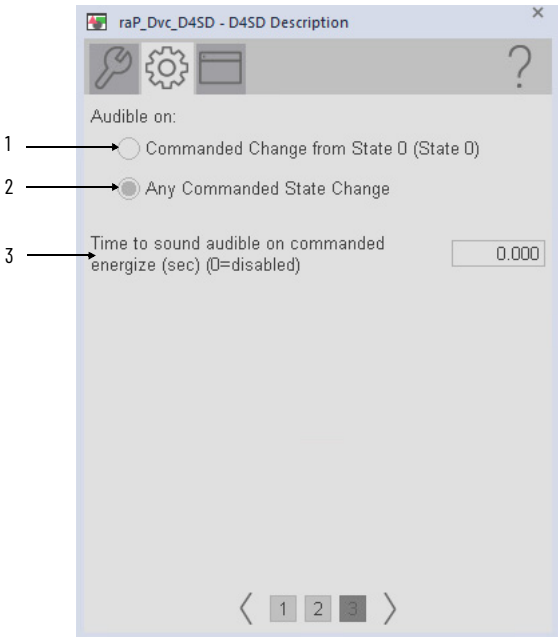 raP_Dvc_D4SD - D4SD Description
×
?
Audible on:
1
Commanded Change from State 0 (State 0)
2
Any Commanded State Change
3
Time to sound audible on commanded
energize (sec) (0=disabled)
0.000
1 2 3